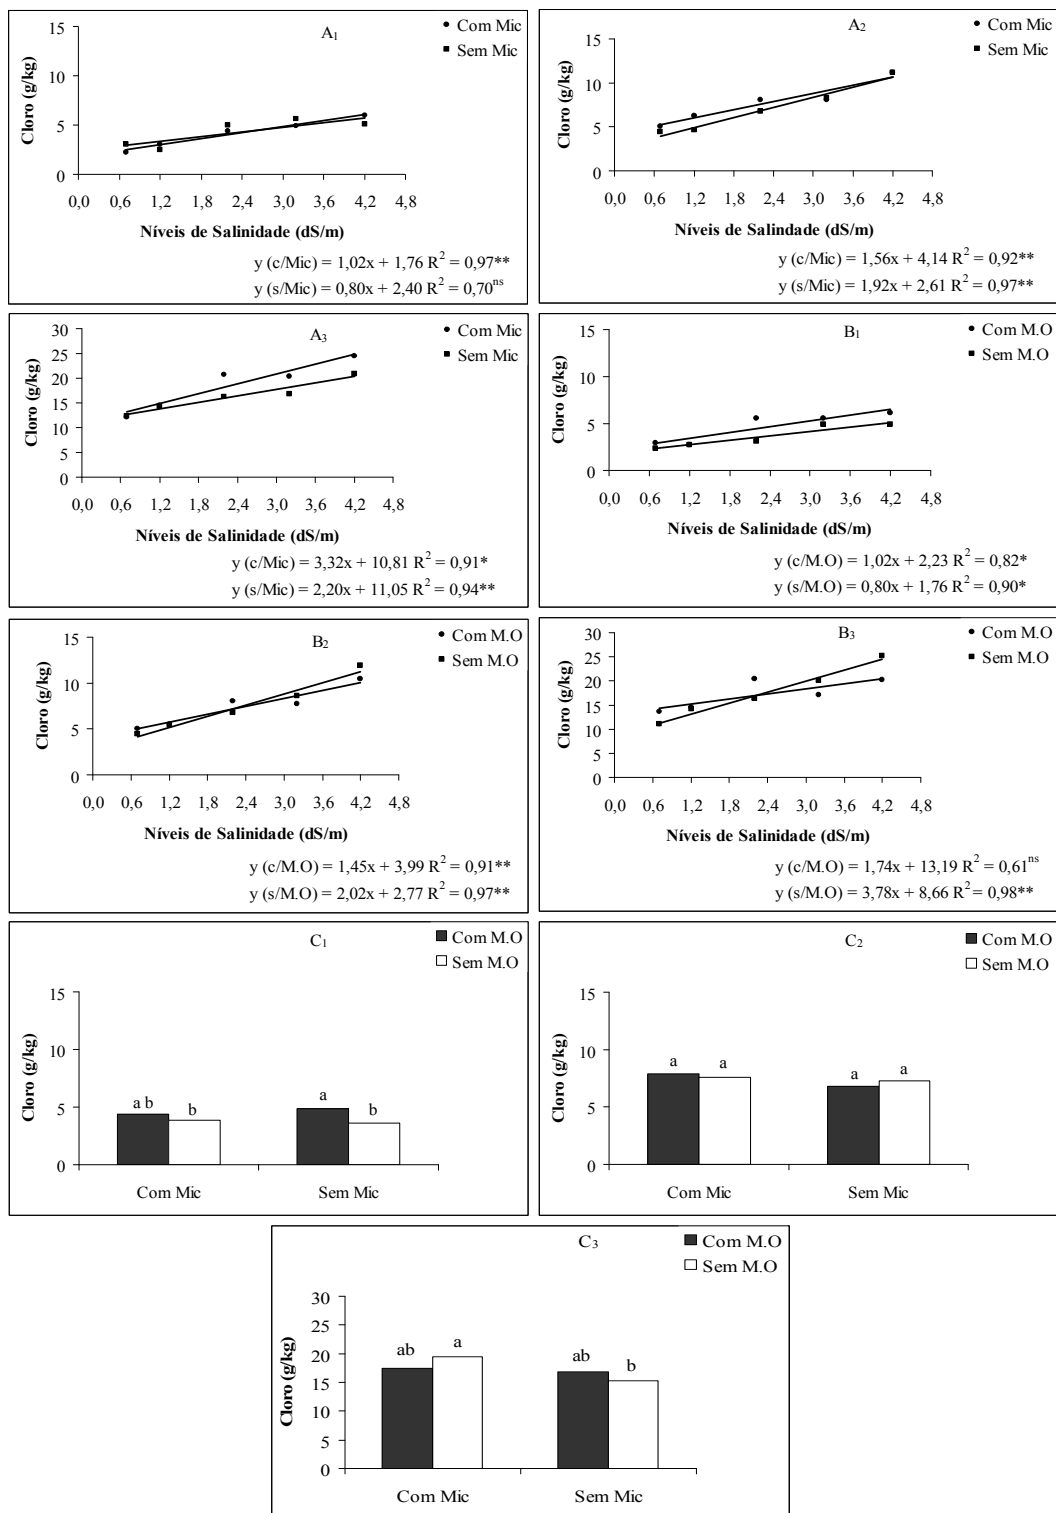 A1
Com Mic
Sem Mic
Cloro (g/kg)
15
10
5
0
0,0 0,6 1,2 1,8 2,4 3,0 3,6 4,2 4,8
Níveis de Salinidade (dS/m)
y (c/Mic) = 1,02x + 1,76 R² = 0,97**
y (s/Mic) = 0,80x + 2,40 R² = 0,70ns
A2
Com Mic
Sem Mic
Cloro (g/kg)
15
10
5
0
0,0 0,6 1,2 1,8 2,4 3,0 3,6 4,2 4,8
Níveis de Salindade (dS/m)
y (c/Mic) = 1,56x + 4,14 R² = 0,92**
y (s/Mic) = 1,92x + 2,61 R² = 0,97**
A3
Com Mic
Sem Mic
Cloro (g/kg)
30
25
20
15
10
5
0
0,0 0,6 1,2 1,8 2,4 3,0 3,6 4,2 4,8
Níveis de Salinidade (dS/m)
y (c/Mic) = 3,32x + 10,81 R² = 0,91*
y (s/Mic) = 2,20x + 11,05 R² = 0,94**
B1
Com M.O
Sem M.O
Cloro (g/kg)
15
10
5
0
0,0 0,6 1,2 1,8 2,4 3,0 3,6 4,2 4,8
Níveis de Salinidade (dS/m)
y (c/M.O) = 1,02x + 2,23 R² = 0,82*
y (s/M.O) = 0,80x + 1,76 R² = 0,90*
B2
Com M.O
Sem M.O
Cloro (g/kg)
15
10
5
0
0,0 0,6 1,2 1,8 2,4 3,0 3,6 4,2 4,8
Níveis de Salinidade (dS/m)
y (c/M.O) = 1,45x + 3,99 R² = 0,91**
y (s/M.O) = 2,02x + 2,77 R² = 0,97**
B3
Com M.O
Sem M.O
Cloro (g/kg)
30
25
20
15
10
5
0
0,0 0,6 1,2 1,8 2,4 3,0 3,6 4,2 4,8
Níveis de Salinidade (dS/m)
y (c/M.O) = 1,74x + 13,19 R² = 0,61ns
y (s/M.O) = 3,78x + 8,66 R² = 0,98**
C1
Com M.O
Sem M.O
Cloro (g/kg)
15
10
5
0
a b b a b
Com Mic Sem Mic
C2
Com M.O
Sem M.O
Cloro (g/kg)
15
10
5
0
a a a a
Com Mic Sem Mic
C3
Com M.O
Sem M.O
Cloro (g/kg)
30
25
20
15
10
5
0
ab a ab b
Com Mic Sem Mic